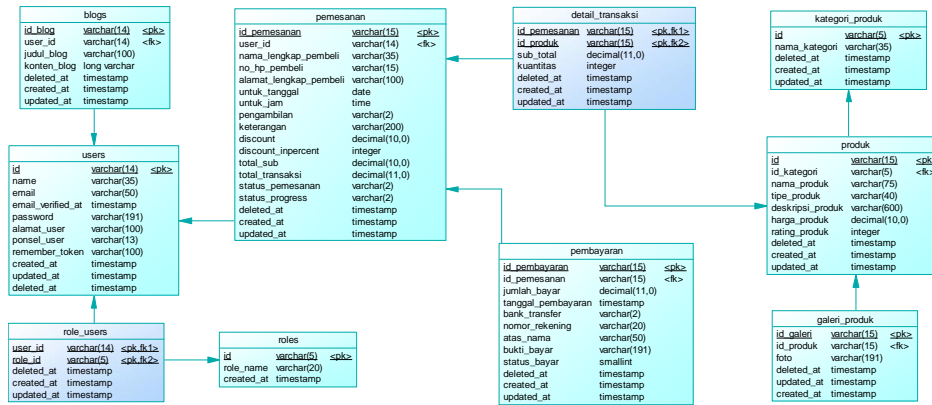 blogs
id_blog varchar(14) <pk>
user_id varchar(14) <fk>
judul_blog varchar(100)
konten_blog long varchar
deleted_at timestamp
created_at timestamp
updated_at timestamp
pemesanan
id_pemesanan varchar(15) <pk>
user_id varchar(14) <fk>
nama_lengkap_pembeli varchar(35)
no_hp_pembeli varchar(15)
alamat_lengkap_pembeli varchar(100)
untuk_tanggal date
untuk_jam time
pengambilan varchar(2)
keterangan varchar(200)
discount decimal(10,0)
discount_inpercent integer
total_sub decimal(10,0)
total_transaksi decimal(11,0)
status_pemesanan varchar(2)
status_progress varchar(2)
deleted_at timestamp
created_at timestamp
updated_at timestamp
detail_transaksi
id_pemesanan varchar(15) <pk,fk1>
id_produk varchar(15) <pk,fk2>
sub_total decimal(11,0)
kuantitas integer
deleted_at timestamp
created_at timestamp
updated_at timestamp
kategori_produk
id varchar(5) <pk>
nama_kategori varchar(35)
deleted_at timestamp
created_at timestamp
updated_at timestamp
users
id varchar(14) <pk>
name varchar(35)
email varchar(50)
email_verified_at timestamp
password varchar(191)
alamat_user varchar(100)
ponsel_user varchar(13)
remember_token varchar(100)
created_at timestamp
updated_at timestamp
deleted_at timestamp
produk
id varchar(15) <pk>
id_kategori varchar(5) <fk>
nama_produk varchar(75)
tipe_produk varchar(40)
deskripsi_produk varchar(600)
harga_produk decimal(10,0)
rating_produk integer
deleted_at timestamp
created_at timestamp
updated_at timestamp
pembayaran
id_pembayaran varchar(15) <pk>
id_pemesanan varchar(15) <fk>
jumlah_bayar decimal(11,0)
tanggal_pembayaran timestamp
bank_transfer varchar(2)
nomor_rekening varchar(20)
atas_nama varchar(50)
bukti_bayar varchar(191)
status_bayar smallint
deleted_at timestamp
created_at timestamp
updated_at timestamp
role_users
user_id varchar(14) <pk,fk1>
role_id varchar(5) <pk,fk2>
deleted_at timestamp
created_at timestamp
updated_at timestamp
roles
id varchar(5) <pk>
role_name varchar(20)
created_at timestamp
galeri_produk
id_galeri varchar(15) <pk>
id_produk varchar(15) <fk>
foto varchar(191)
deleted_at timestamp
updated_at timestamp
created_at timestamp